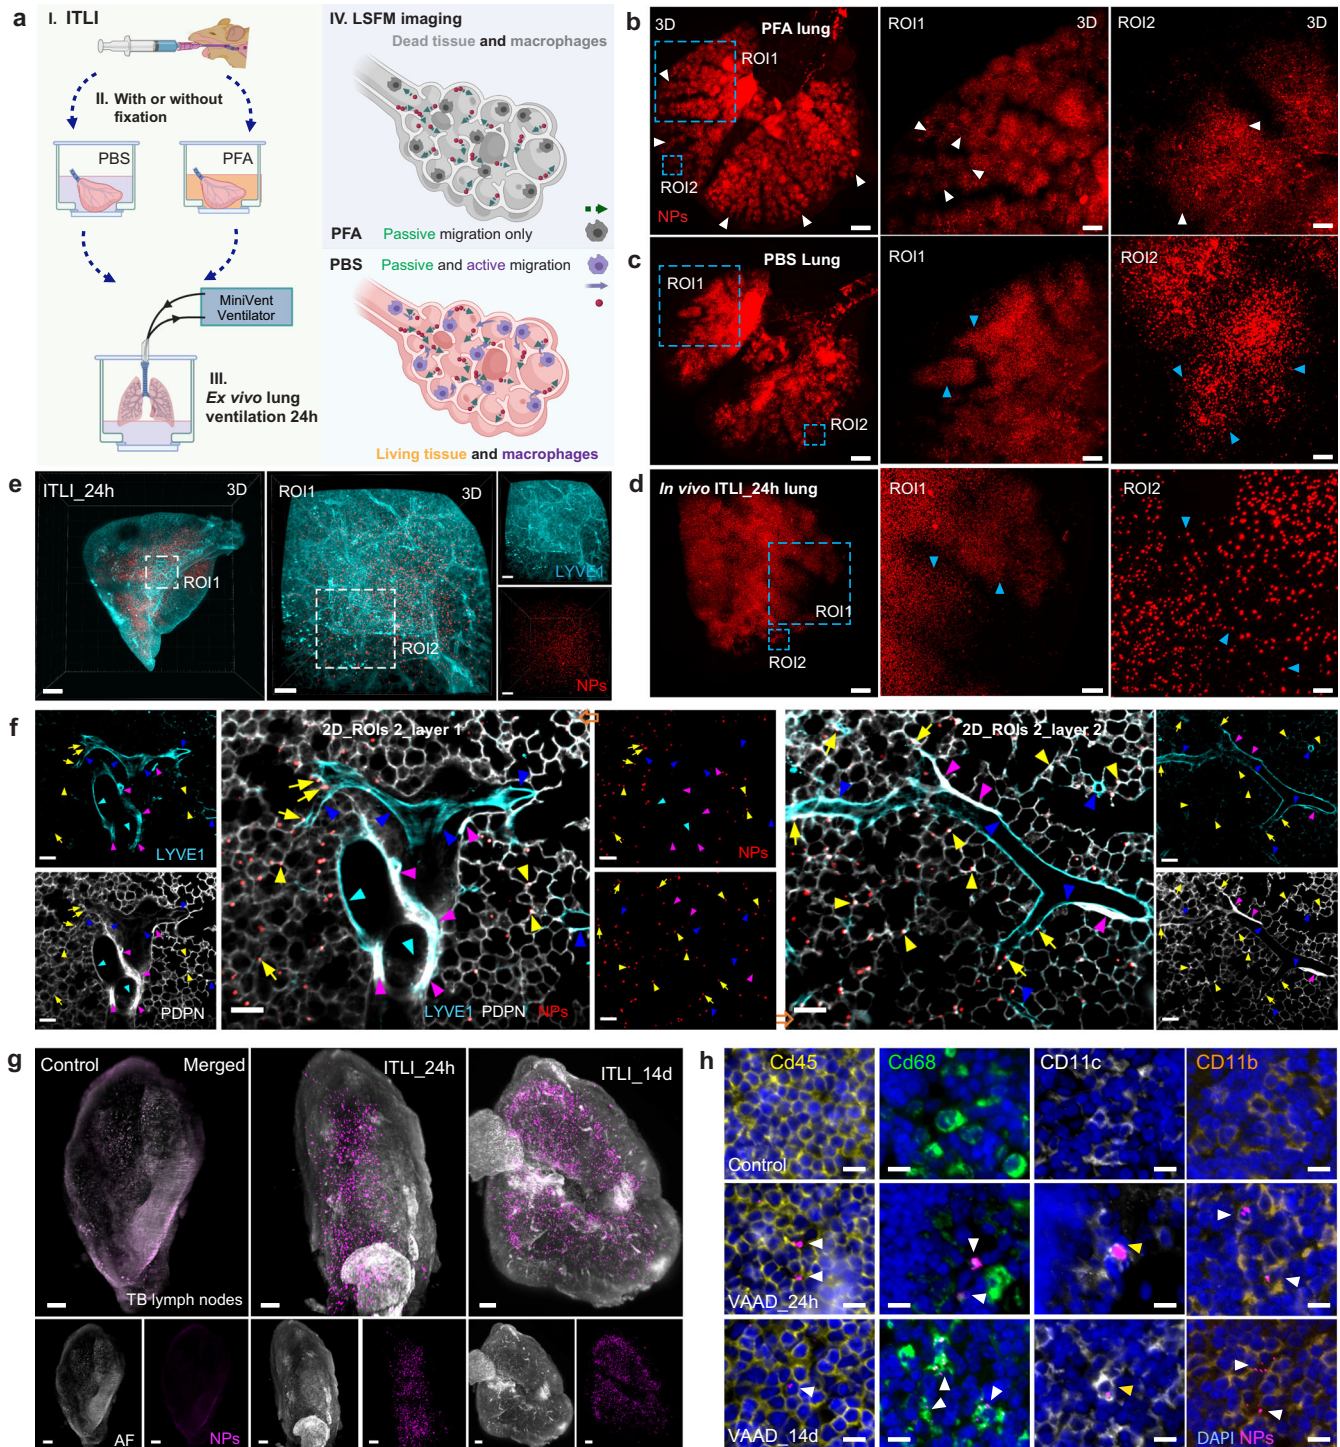 a
I. ITLI
II. With or without
fixation
PBS
PFA
MiniVent
Ventilator
III.
Ex vivo lung
ventilation 24h
IV. LSFM imaging
Dead tissue and macrophages
PFA Passive migration only
PBS Passive and active migration
Living tissue and macrophages
b
3D
PFA lung
ROI1
ROI2
NPs
ROI1
3D
ROI2
3D
c
PBS Lung
ROI1
ROI2
ROI1
ROI2
d
In vivo ITLI_24h lung
ROI1
ROI2
ROI1
ROI2
e
ITLI_24h
3D
ROI1
ROI1
3D
ROI2
LYVE1
NPs
f
LYVE1
PDPN
2D_ROIs 2_layer 1
LYVE1 PDPN NPs
NPs
2D_ROIs 2_layer 2
g
Control
Merged
TB lymph nodes
ITLI_24h
ITLI_14d
AF
NPs
h
Cd45
Cd68
CD11c
CD11b
Control
VAAD_24h
VAAD_14d
DAPI NPs